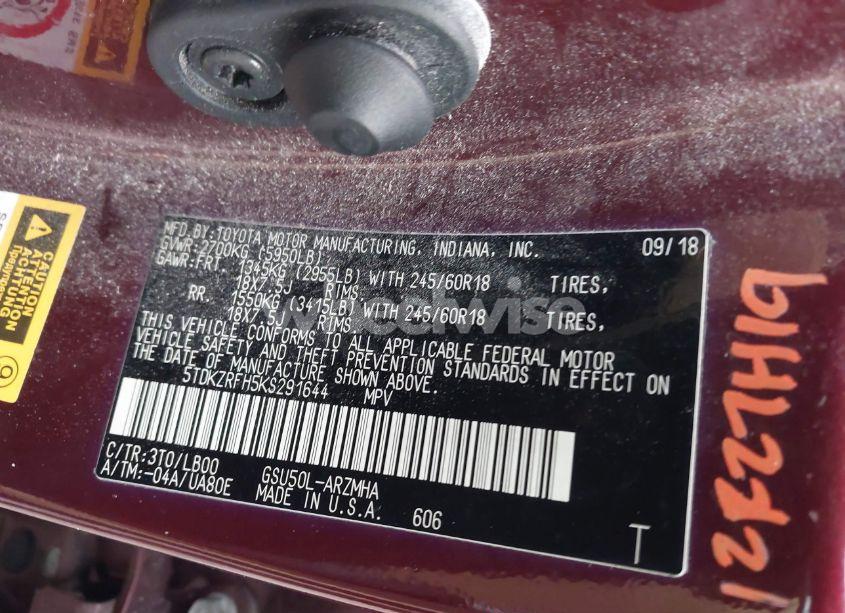 MFD.BY:TOYOTA MOTOR MANUFACTURING, INDIANA, INC. 09/18
GVWR:2700KG (5950LB)
GAWR:FRT. 1345KG (2955LB) WITH 245/60R18 TIRES,
18X7.5J RIMS,
RR. 1550KG (3415LB) WITH 245/60R18 TIRES,
18X7.5J RIMS
THIS VEHICLE CONFORMS TO ALL APPLICABLE FEDERAL MOTOR
VEHICLE SAFETY AND THEFT PREVENTION STANDARDS IN EFFECT ON
THE DATE OF MANUFACTURE SHOWN ABOVE.
5TDKZRFH5KS291644 MPV
C/TR:3T0/LB00 GSU50L-ARZMHA
A/TM:-04A/UA80E MADE IN U.S.A. 606
T
CAUTION
ATTENTION
wheelwise